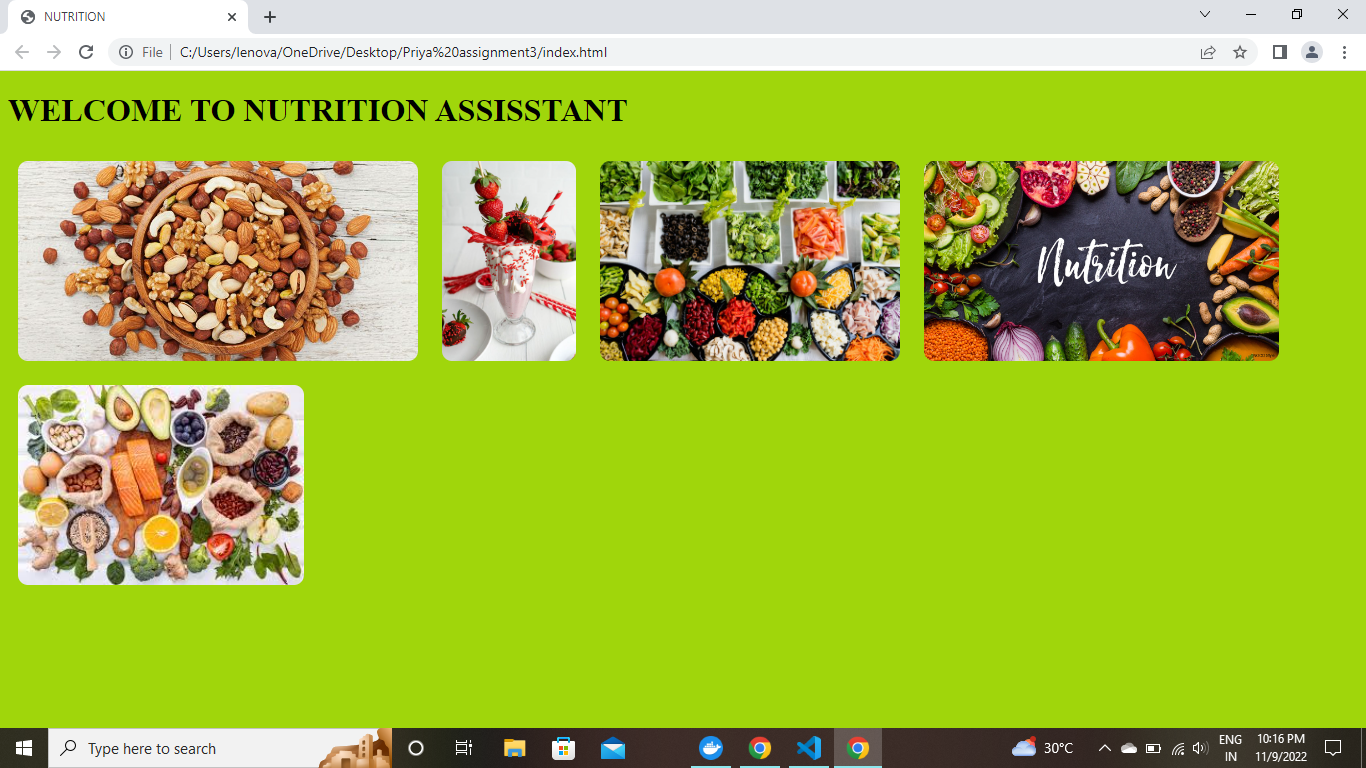 NUTRITION
File
C:/Users/lenova/OneDrive/Desktop/Priya%20assignment3/index.html
WELCOME TO NUTRITION ASSISSTANT
Nutrition
Type here to search
30°C
ENG
IN
10:16 PM
11/9/2022